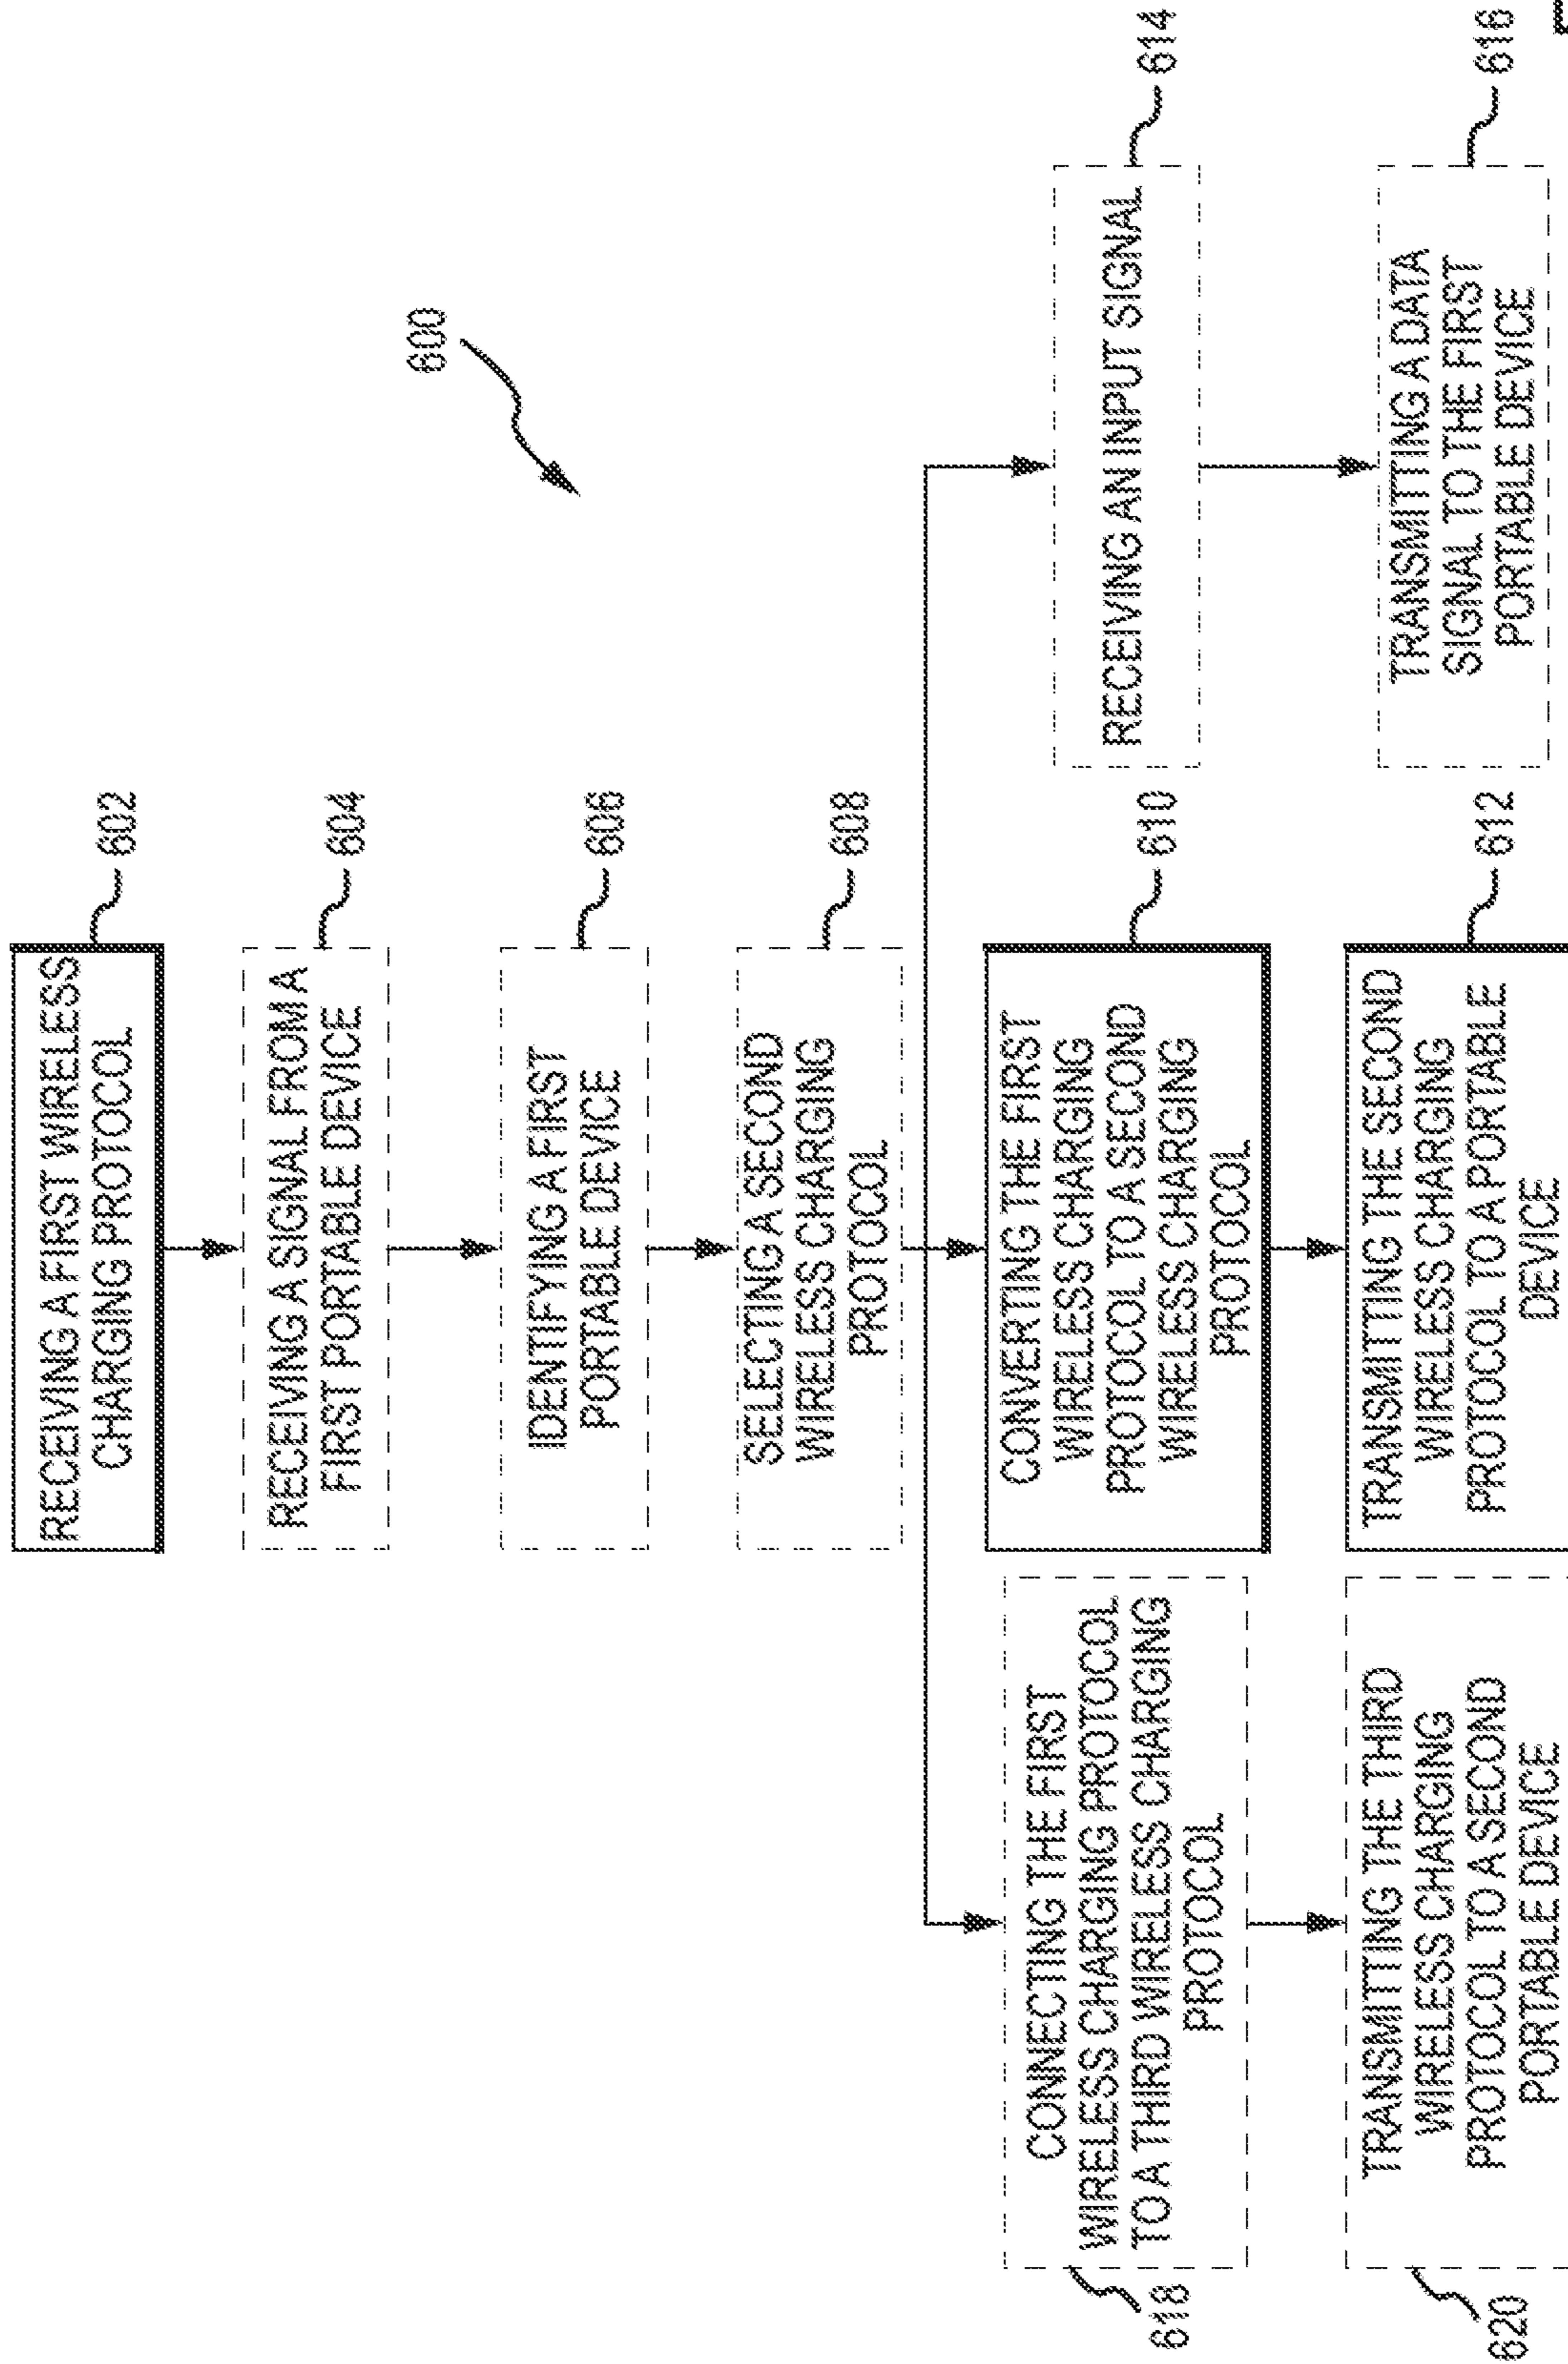 600
RECEIVING A FIRST WIRELESS
CHARGING PROTOCOL
602
RECEIVING A SIGNAL FROM A
FIRST PORTABLE DEVICE
604
IDENTIFYING A FIRST
PORTABLE DEVICE
606
SELECTING A SECOND
WIRELESS CHARGING
PROTOCOL
608
CONNECTING THE FIRST
WIRELESS CHARGING PROTOCOL
TO A THIRD WIRELESS CHARGING
PROTOCOL
618
CONVERTING THE FIRST
WIRELESS CHARGING
PROTOCOL TO A SECOND
WIRELESS CHARGING
PROTOCOL
610
RECEIVING AN INPUT SIGNAL
614
TRANSMITTING THE THIRD
WIRELESS CHARGING
PROTOCOL TO A SECOND
PORTABLE DEVICE
620
TRANSMITTING THE SECOND
WIRELESS CHARGING
PROTOCOL TO A PORTABLE
DEVICE
612
TRANSMITTING A DATA
SIGNAL TO THE FIRST
PORTABLE DEVICE
616